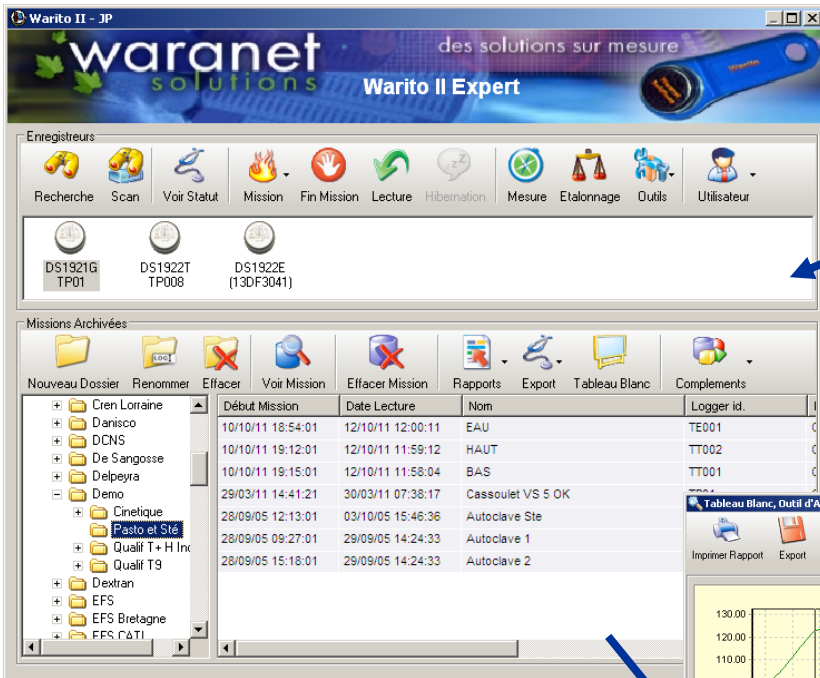 Warito II - JP
waranet
solutions
des solutions sur mesure
Warito II Expert
Enregistreurs
Recherche Scan Voir Statut Mission Fin Mission Lecture Hibernation Mesure Etalonnage Outils Utilisateur
DS1921G DS1922T DS1922E
TP01 TP008 (13DF3041)
Missions Archivées
Nouveau Dossier Renommer Effacer Voir Mission Effacer Mission Rapports Export Tableau Blanc Complements
Cren Lorraine
Danisco
DCNS
De Sangosse
Delpeyra
Demo
Cinetique
Pasto et Sté
Qualif T+ H Ind
Qualif T9
Dextran
EFS
EFS Bretagne
EFS CATL
Début Mission Date Lecture Nom Logger id.
10/10/11 18:54:01 12/10/11 12:00:11 EAU TE001
10/10/11 19:12:01 12/10/11 11:59:12 HAUT TT002
10/10/11 19:15:01 12/10/11 11:58:04 BAS TT001
29/03/11 14:41:21 30/03/11 07:38:17 Cassoulet VS 5 OK
28/09/05 12:13:01 03/10/05 15:46:36 Autoclave Ste
28/09/05 09:27:01 29/09/05 14:24:33 Autoclave 1
28/09/05 15:18:01 29/09/05 14:24:33 Autoclave 2
Tableau Blanc, Outil d'A
Imprimer Rapport Export
130.00
120.00
110.00